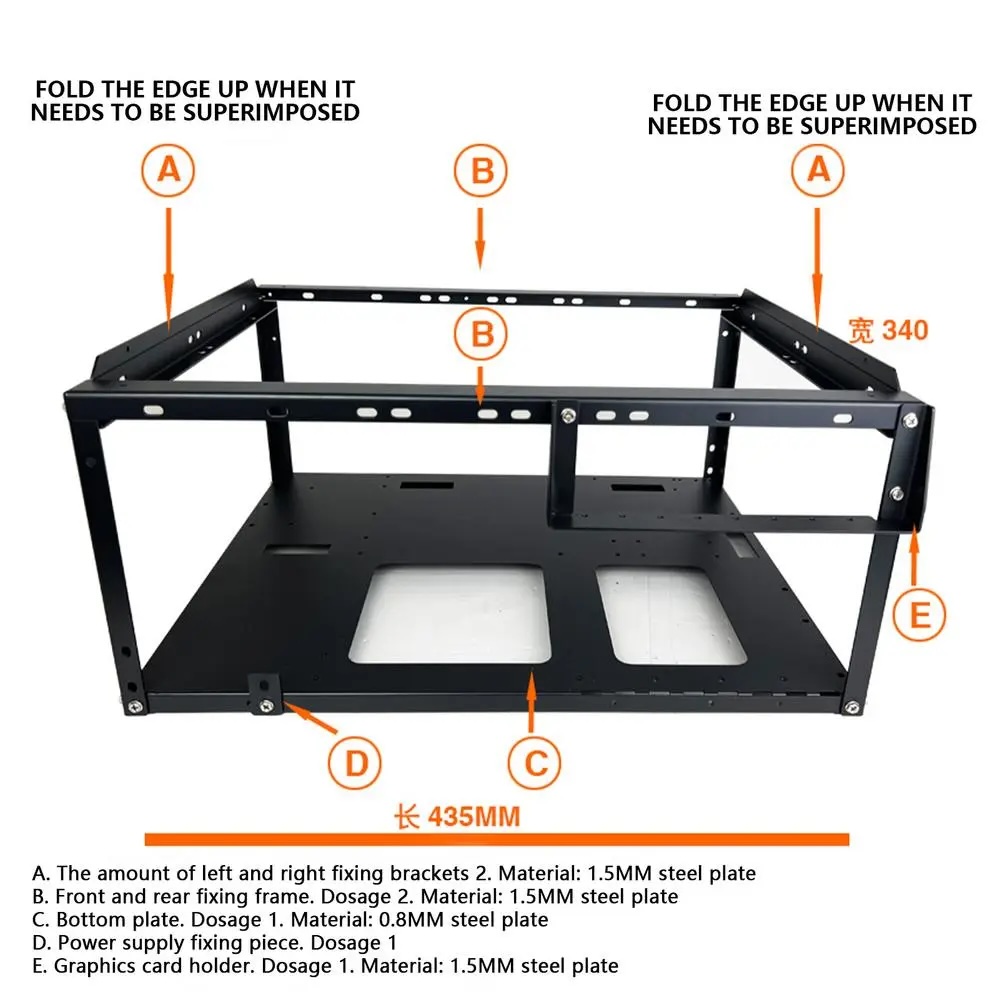 FOLD THE EDGE UP WHEN IT
NEEDS TO BE SUPERIMPOSED
FOLD THE EDGE UP WHEN IT
NEEDS TO BE SUPERIMPOSED
A
B
A
B
宽 340
E
D
C
长 435MM
A. The amount of left and right fixing brackets 2. Material: 1.5MM steel plate
B. Front and rear fixing frame. Dosage 2. Material: 1.5MM steel plate
C. Bottom plate. Dosage 1. Material: 0.8MM steel plate
D. Power supply fixing piece. Dosage 1
E. Graphics card holder. Dosage 1. Material: 1.5MM steel plate